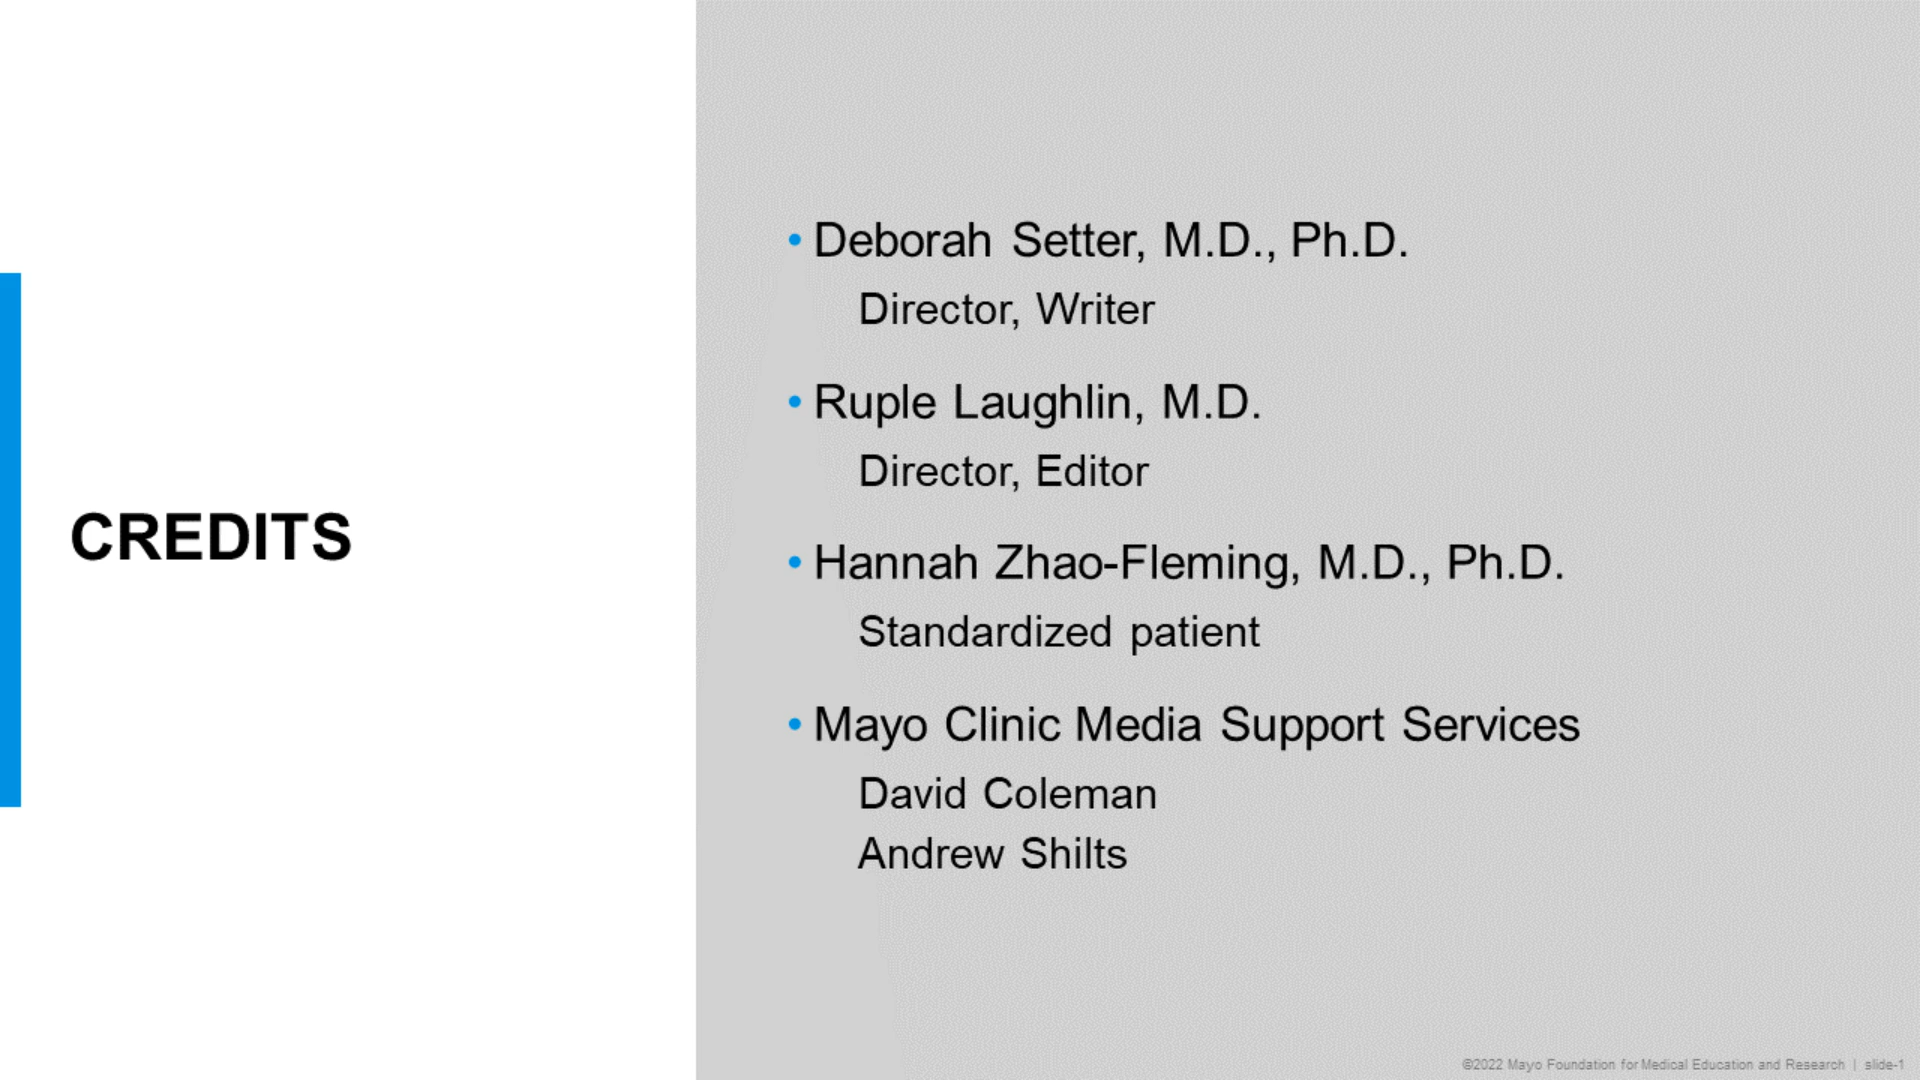 CREDITS
• Deborah Setter, M.D., Ph.D.
Director, Writer
• Ruple Laughlin, M.D.
Director, Editor
• Hannah Zhao-Fleming, M.D., Ph.D.
Standardized patient
• Mayo Clinic Media Support Services
David Coleman
Andrew Shilts
©2022 Mayo Foundation for Medical Education and Research | slide-1